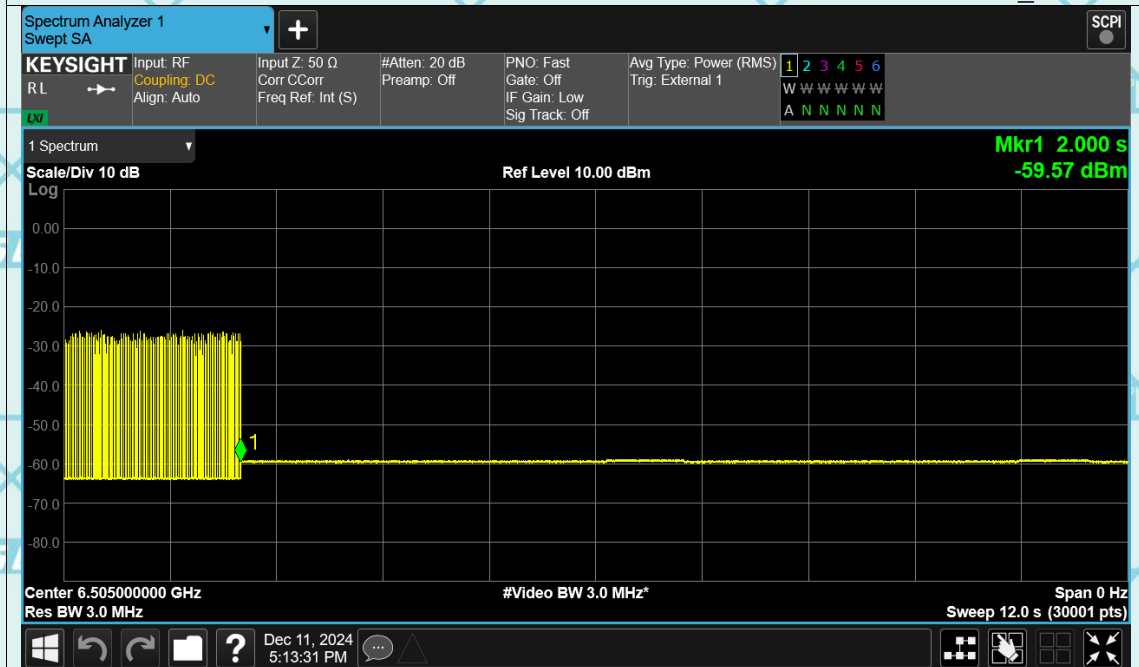 Spectrum Analyzer 1
Swept SA
+
SCPI
KEYSIGHT
RL
LXI
Input: RF
Coupling: DC
Align: Auto
Input Z: 50 Ω
Corr CCorr
Freq Ref: Int (S)
#Atten: 20 dB
Preamp: Off
PNO: Fast
Gate: Off
IF Gain: Low
Sig Track: Off
Avg Type: Power (RMS)
Trig: External 1
1 2 3 4 5 6
W W W W W W
A N N N N N
1 Spectrum
Mkr1 2.000 s
-59.57 dBm
Scale/Div 10 dB
Ref Level 10.00 dBm
Log
0.00
-10.0
-20.0
-30.0
-40.0
-50.0
1
-60.0
-70.0
-80.0
Center 6.505000000 GHz
#Video BW 3.0 MHz*
Span 0 Hz
Res BW 3.0 MHz
Sweep 12.0 s (30001 pts)
?
Dec 11, 2024
5:13:31 PM